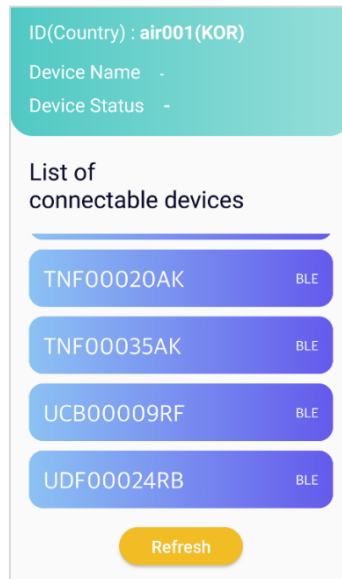 ID(Country) : air001(KOR)
Device Name -
Device Status -
List of
connectable devices
TNF00020AK BLE
TNF00035AK BLE
UCB00009RF BLE
UDF00024RB BLE
Refresh